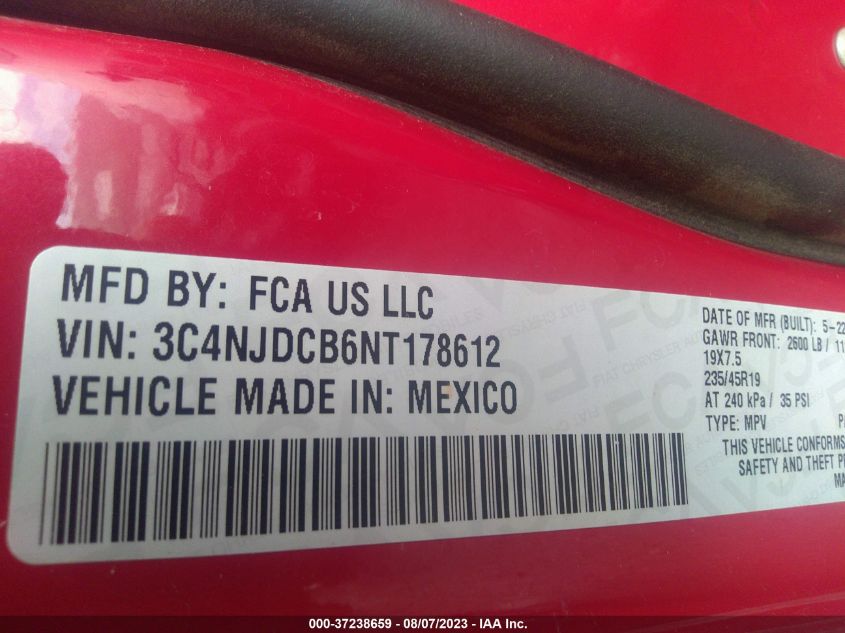 MFD BY: FCA US LLC
VIN: 3C4NJDCB6NT178612
VEHICLE MADE IN: MEXICO
DATE OF MFR (BUILT): 5-22
GAWR FRONT: 2600 LB / 11
19X7.5
235/45R19
AT 240 kPa / 35 PSI
TYPE: MPV
THIS VEHICLE CONFORMS
SAFETY AND THEFT
000-37238659 - 08/07/2023 - IAA Inc.